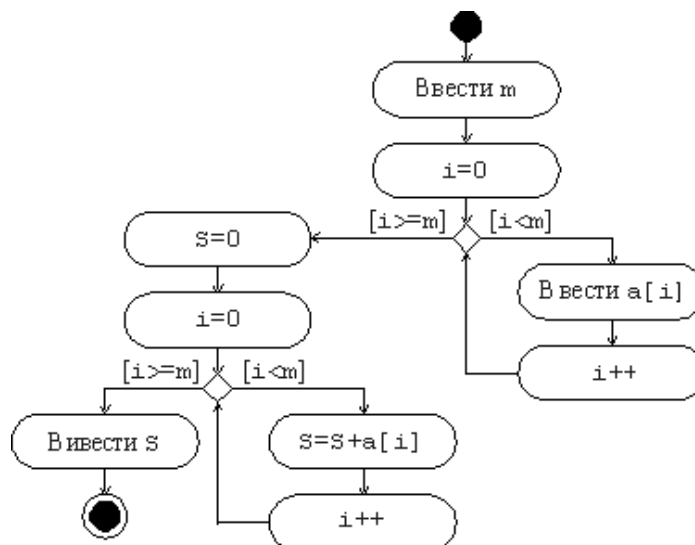 Ввести m
i=0
[i>=m]
[i<m]
S=0
Ввести a[i]
i++
i=0
[i>=m]
[i<m]
Вивести S
S=S+a[i]
i++